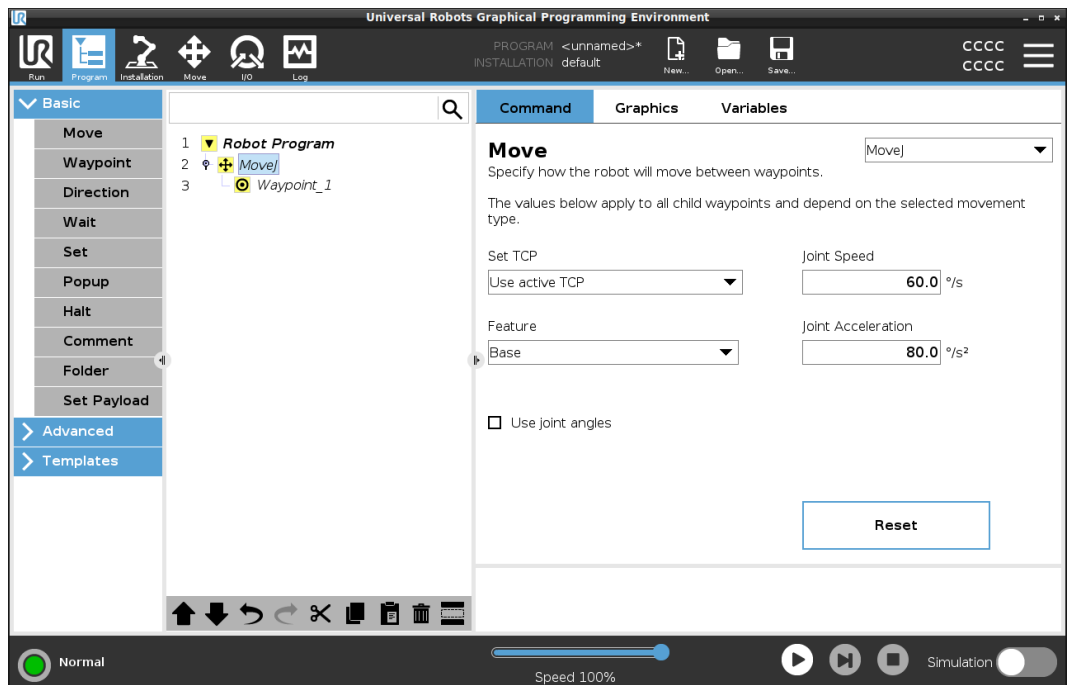 Universal Robots Graphical Programming Environment
PROGRAM <unnamed>*
INSTALLATION default
Run
Program
Installation
Move
I/O
Log
New...
Open...
Save...
CCCC
CCCC
Basic
Move
Waypoint
Direction
Wait
Set
Popup
Halt
Comment
Folder
Set Payload
Advanced
Templates
1 Robot Program
2 MoveJ
3 Waypoint_1
Command
Graphics
Variables
Move
MoveJ
Specify how the robot will move between waypoints.
The values below apply to all child waypoints and depend on the selected movement
type.
Set TCP
Joint Speed
Use active TCP
60.0 °/s
Feature
Joint Acceleration
Base
80.0 °/s²
Use joint angles
Reset
Normal
Speed 100%
Simulation